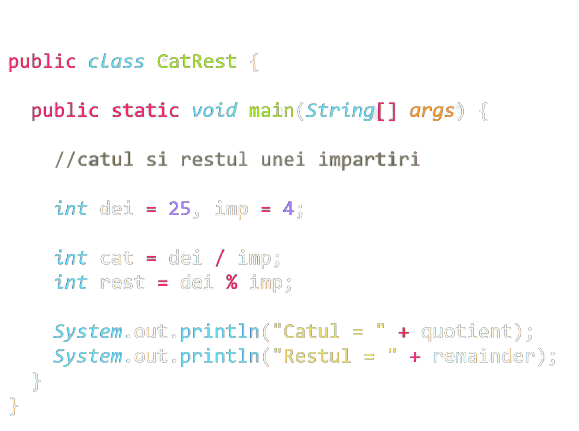 public class CatRest {
public static void main(String[] args) {
//catul si restul unei impartiri
int dei = 25, imp = 4;
int cat = dei / imp;
int rest = dei % imp;
System.out.println("Catul = " + quotient);
System.out.println("Restul = " + remainder);
}
}